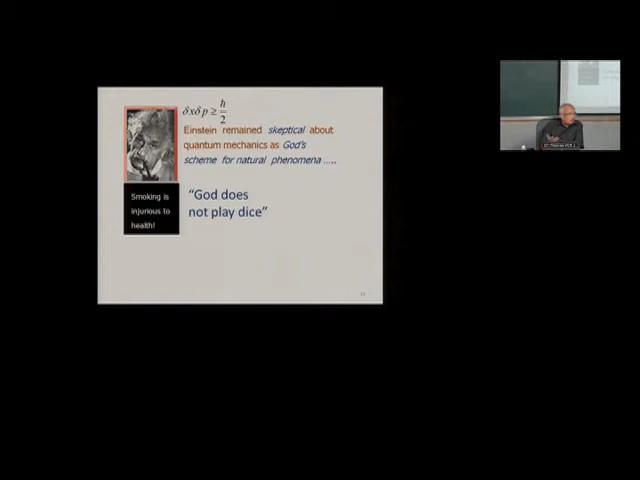 δxδp ≥ ℏ/2
Einstein remained skeptical about
quantum mechanics as God's
scheme for natural phenomena .....
Smoking is
injurious to
health!
“God does
not play dice”